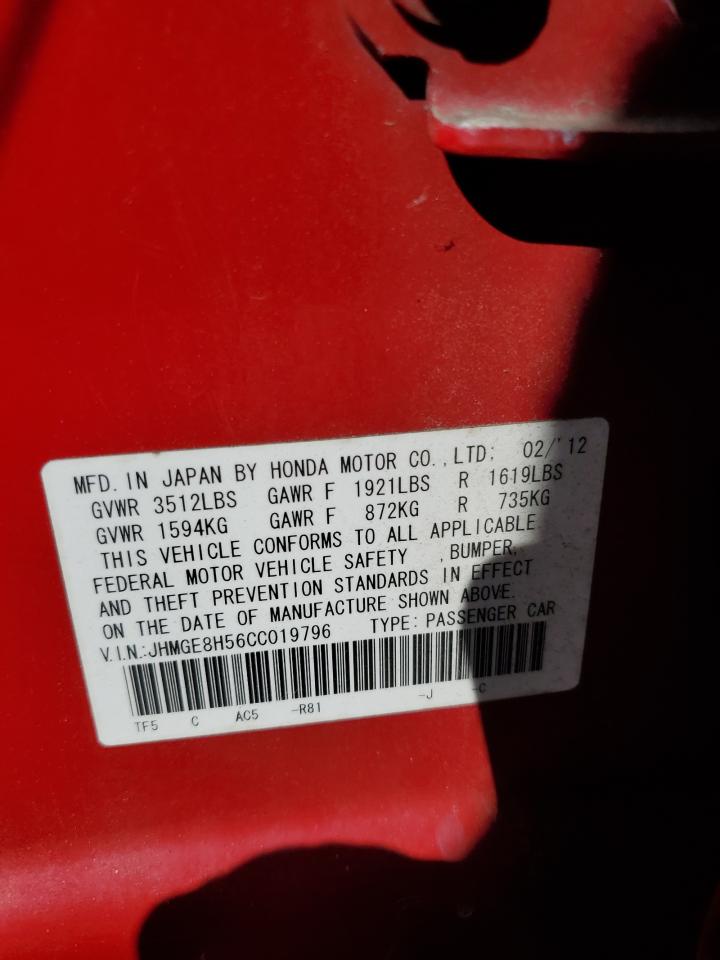 MFD. IN JAPAN BY HONDA MOTOR CO., LTD. 02/'12
GVWR 3512LBS GAWR F 1921LBS R 1619LBS
GVWR 1594KG GAWR F 872KG R 735KG
THIS VEHICLE CONFORMS TO ALL APPLICABLE
FEDERAL MOTOR VEHICLE SAFETY , BUMPER,
AND THEFT PREVENTION STANDARDS IN EFFECT
ON THE DATE OF MANUFACTURE SHOWN ABOVE.
V.I.N.:JHMGE8H56CC019796 TYPE: PASSENGER CAR
TF5 C AC5 -R81 -J -C